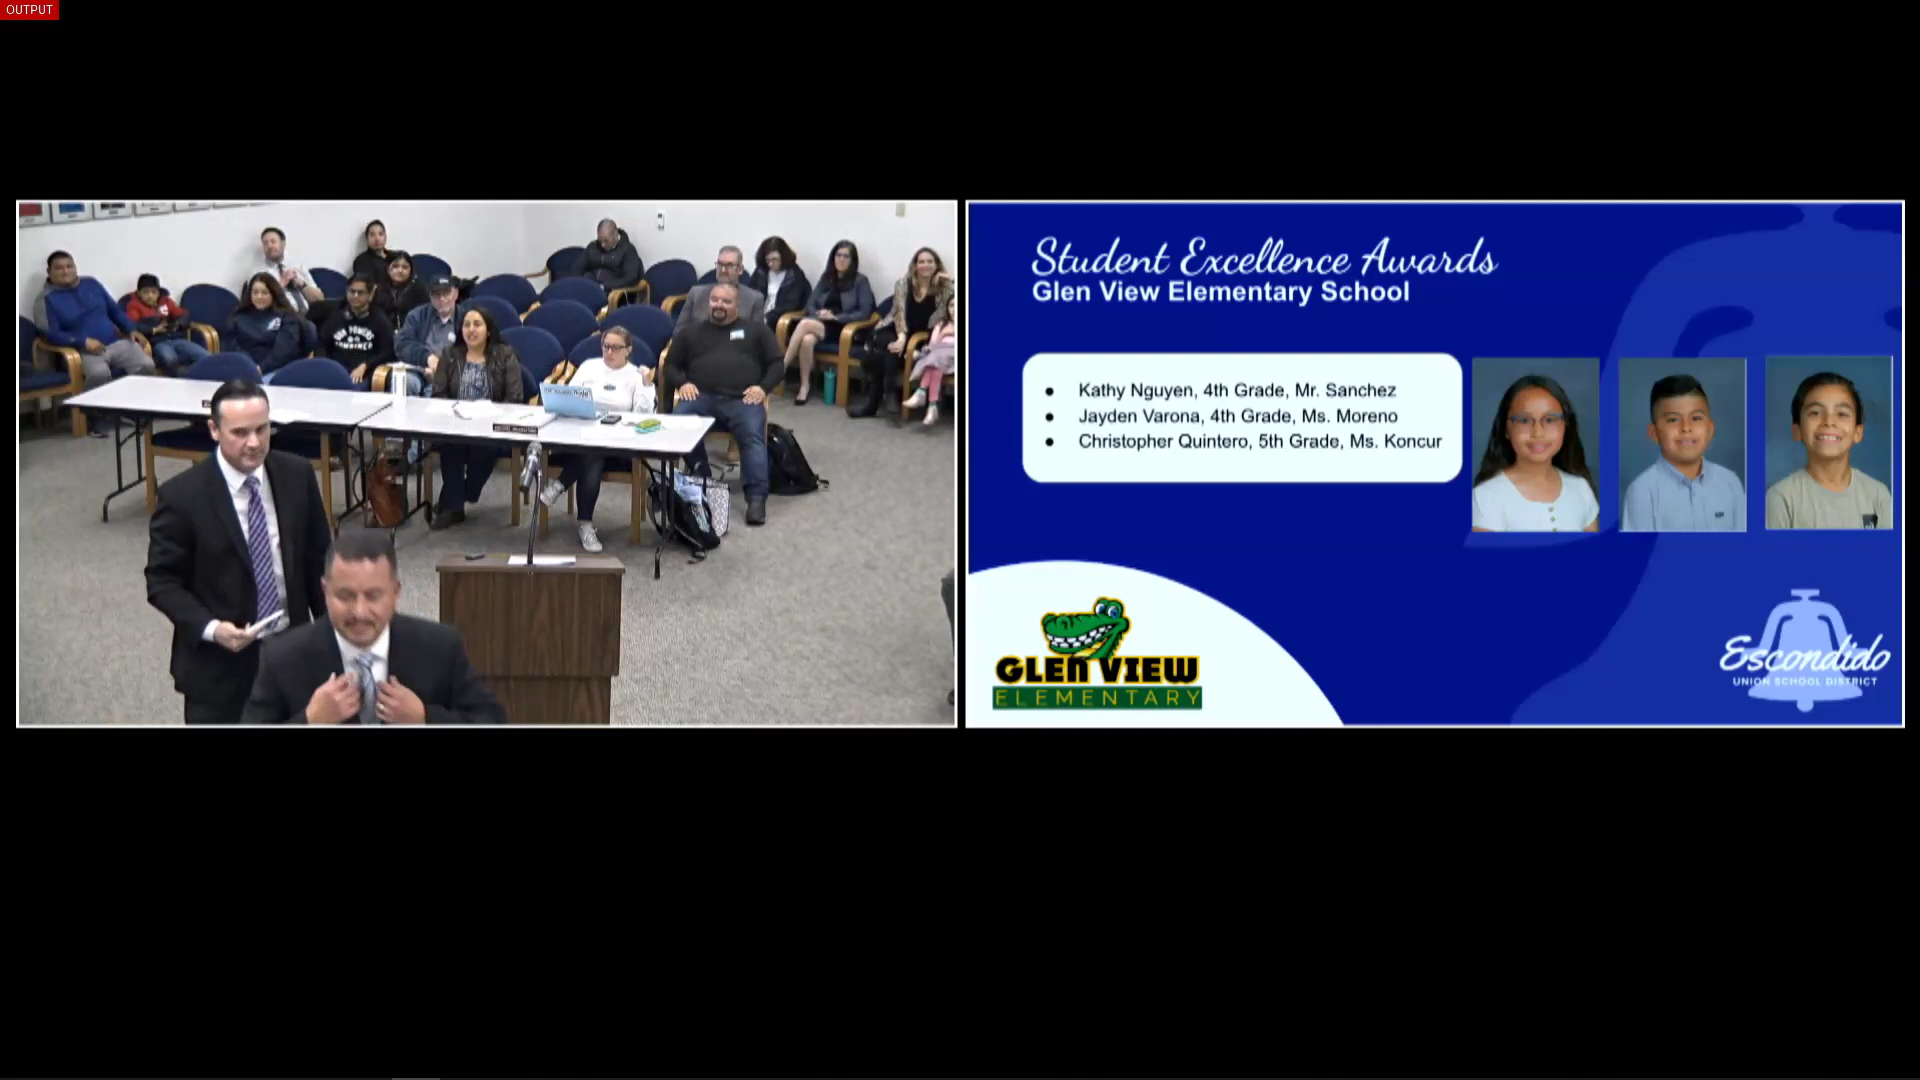 OUTPUT
Student Excellence Awards
Glen View Elementary School
● Kathy Nguyen, 4th Grade, Mr. Sanchez
● Jayden Varona, 4th Grade, Ms. Moreno
● Christopher Quintero, 5th Grade, Ms. Koncur
GLEN VIEW
ELEMENTARY
Escondido
UNION SCHOOL DISTRICT